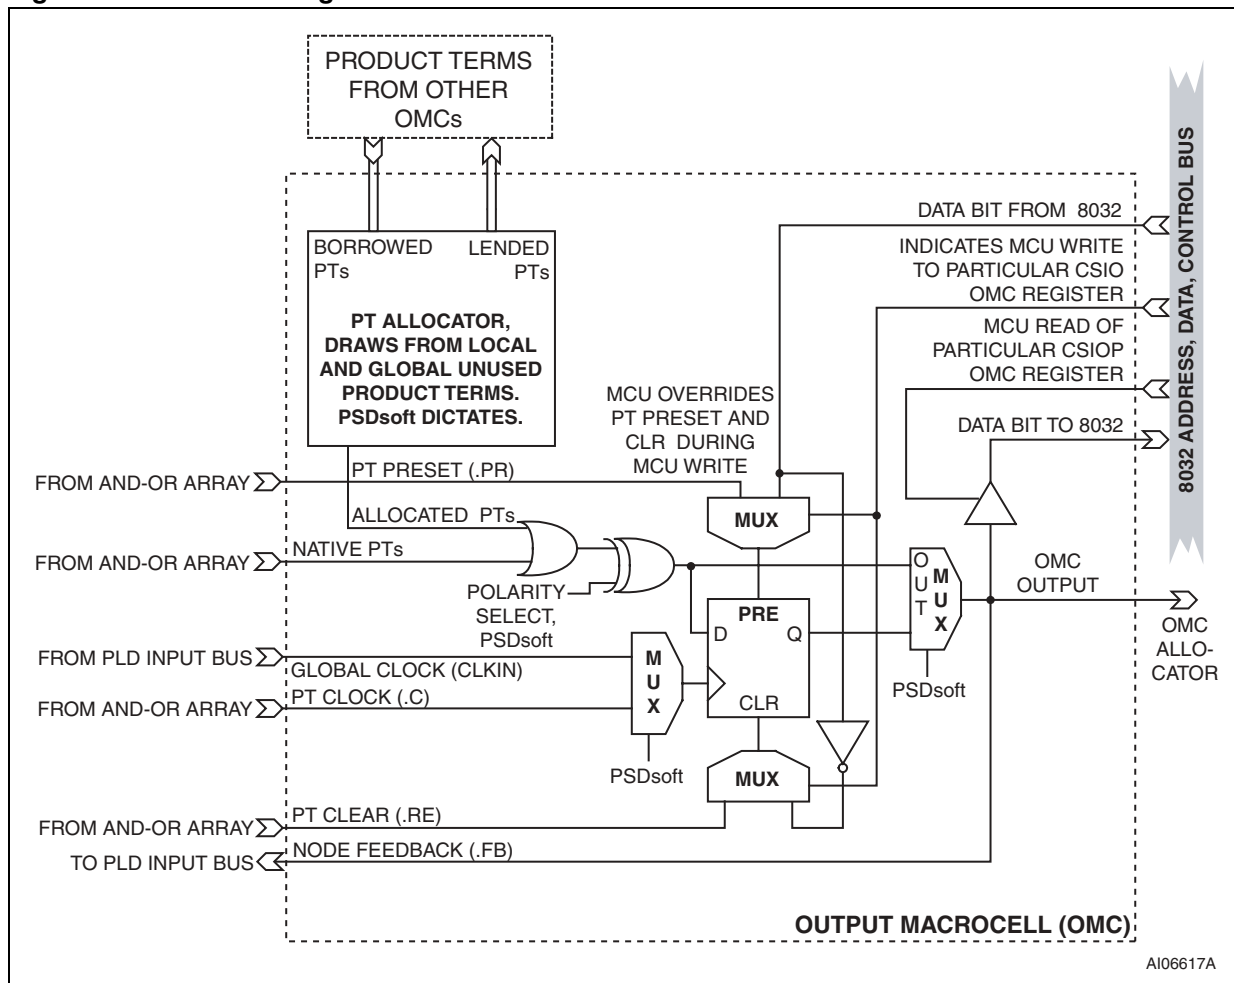 PRODUCT TERMS
FROM OTHER
OMCs
BORROWED
PTs
LENDED
PTs
PT ALLOCATOR,
DRAWS FROM LOCAL
AND GLOBAL UNUSED
PRODUCT TERMS.
PSDsoft DICTATES.
DATA BIT FROM 8032
INDICATES MCU WRITE
TO PARTICULAR CSIO
OMC REGISTER
MCU READ OF
PARTICULAR CSIOP
OMC REGISTER
DATA BIT TO 8032
8032 ADDRESS, DATA, CONTROL BUS
MCU OVERRIDES
PT PRESET AND
CLR DURING
MCU WRITE
FROM AND-OR ARRAY
PT PRESET (.PR)
MUX
ALLOCATED PTs
FROM AND-OR ARRAY
NATIVE PTs
POLARITY
SELECT,
PSDsoft
PRE
D
Q
CLR
OUT
MUX
PSDsoft
OMC
OUTPUT
OMC
ALLO-
CATOR
FROM PLD INPUT BUS
GLOBAL CLOCK (CLKIN)
FROM AND-OR ARRAY
PT CLOCK (.C)
MUX
PSDsoft
MUX
FROM AND-OR ARRAY
PT CLEAR (.RE)
TO PLD INPUT BUS
NODE FEEDBACK (.FB)
OUTPUT MACROCELL (OMC)
AI06617A